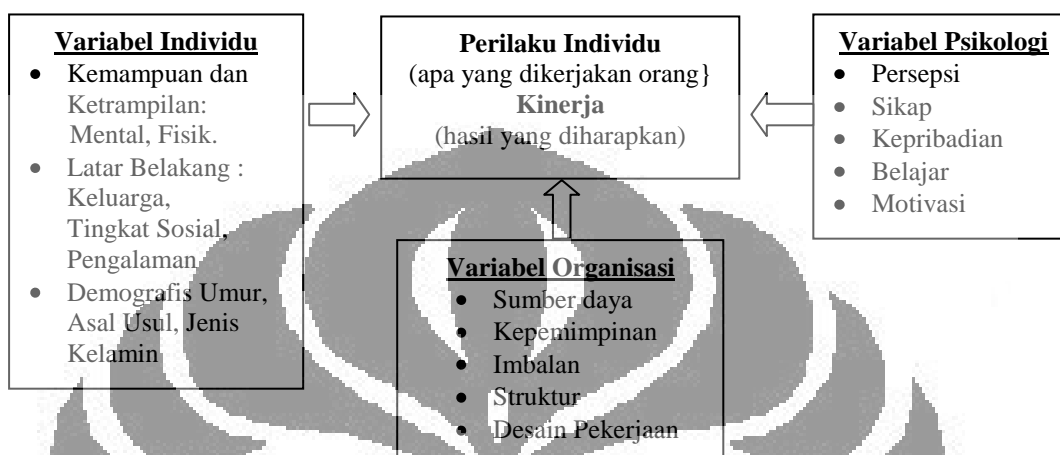 Variabel Individu
• Kemampuan dan
Ketrampilan:
Mental, Fisik.
• Latar Belakang :
Keluarga,
Tingkat Sosial,
Pengalaman
• Demografis Umur,
Asal Usul, Jenis
Kelamin
Perilaku Individu
(apa yang dikerjakan orang}
Kinerja
(hasil yang diharapkan)
Variabel Psikologi
• Persepsi
• Sikap
• Kepribadian
• Belajar
• Motivasi
Variabel Organisasi
• Sumber daya
• Kepemimpinan
• Imbalan
• Struktur
• Desain Pekerjaan